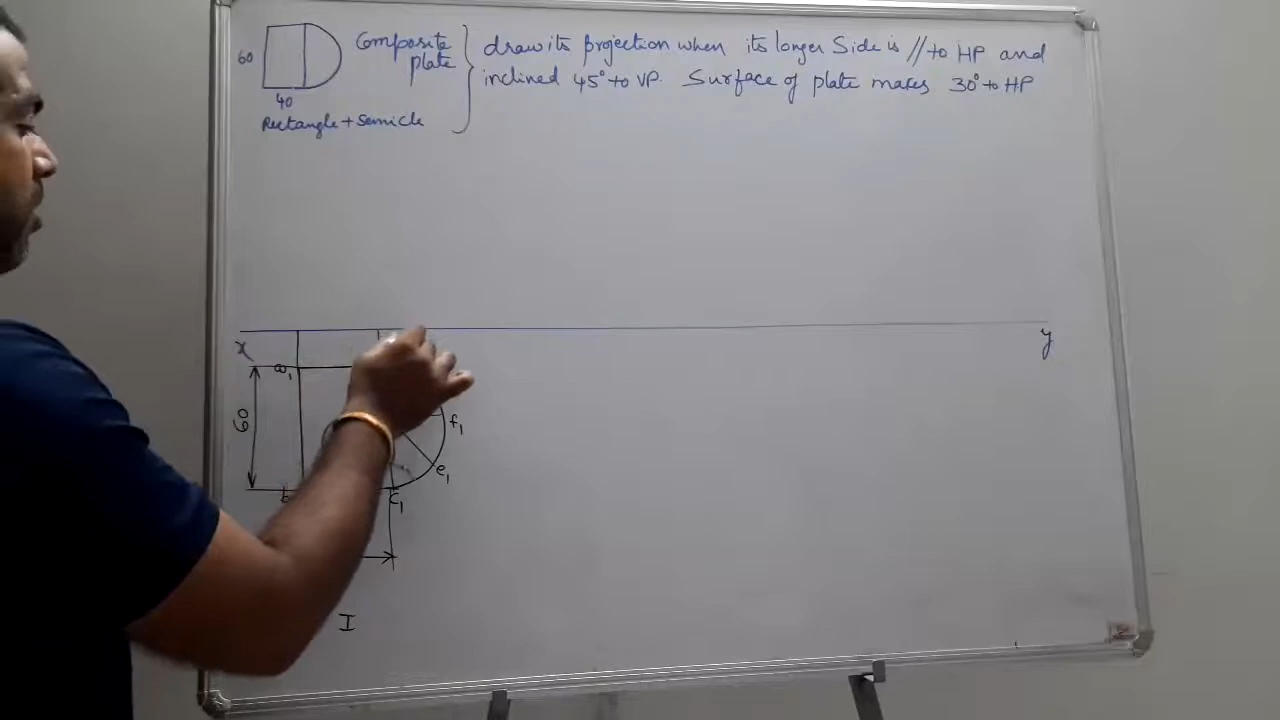 60
40
Composite
plate
Rectangle + Semicle
draw its projection when its longer Side is // to HP and
inclined 45° to VP. Surface of plate makes 30° to HP
x
y
a1
60
f1
e1
c1
I